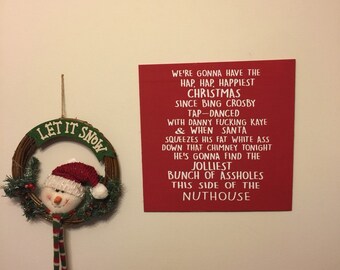 LET IT SNOW
WE'RE GONNA HAVE THE
HAP, HAP, HAPPIEST
CHRISTMAS
SINCE BING CROSBY
TAP-DANCED
WITH DANNY FUCKING KAYE
& WHEN SANTA
SQUEEZES HIS FAT WHITE ASS
DOWN THAT CHIMNEY TONIGHT
HE'S GONNA FIND THE
JOLLIEST
BUNCH OF ASSHOLES
THIS SIDE OF THE
NUTHOUSE